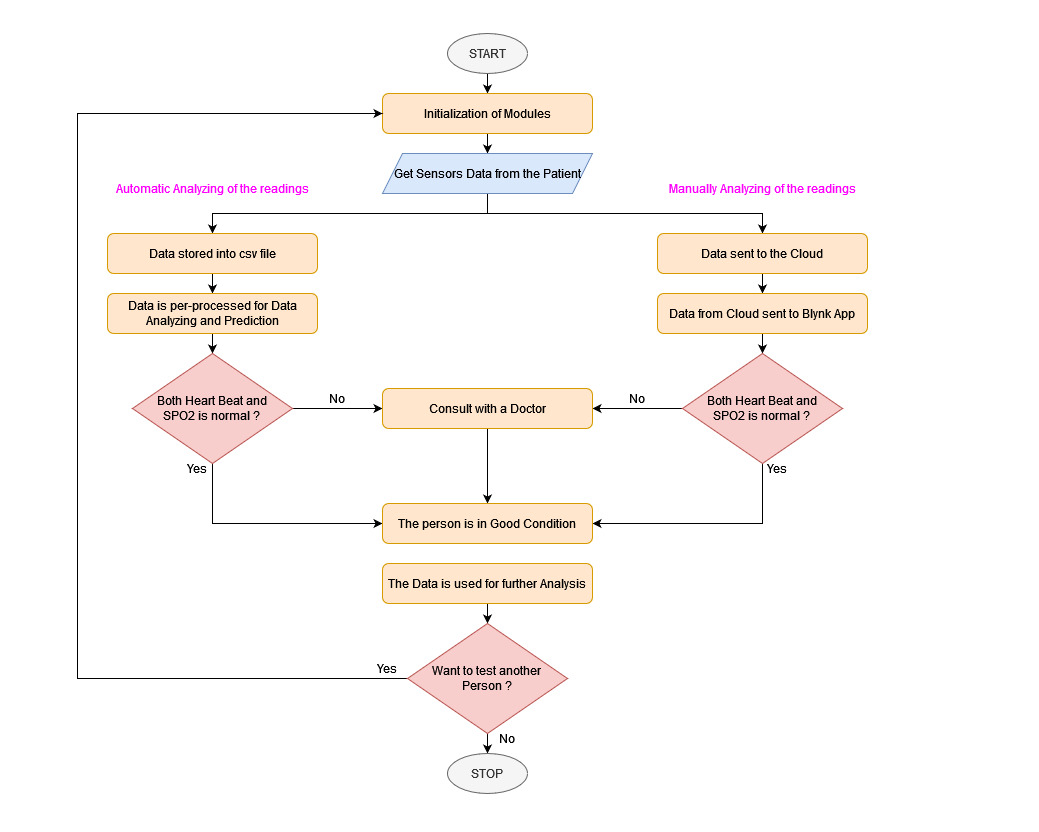 START
Initialization of Modules
Get Sensors Data from the Patient
Automatic Analyzing of the readings
Manually Analyzing of the readings
Data stored into csv file
Data sent to the Cloud
Data is per-processed for Data
Analyzing and Prediction
Data from Cloud sent to Blynk App
Both Heart Beat and
SPO2 is normal ?
No
Consult with a Doctor
No
Both Heart Beat and
SPO2 is normal ?
Yes
Yes
The person is in Good Condition
The Data is used for further Analysis
Yes
Want to test another
Person ?
No
STOP